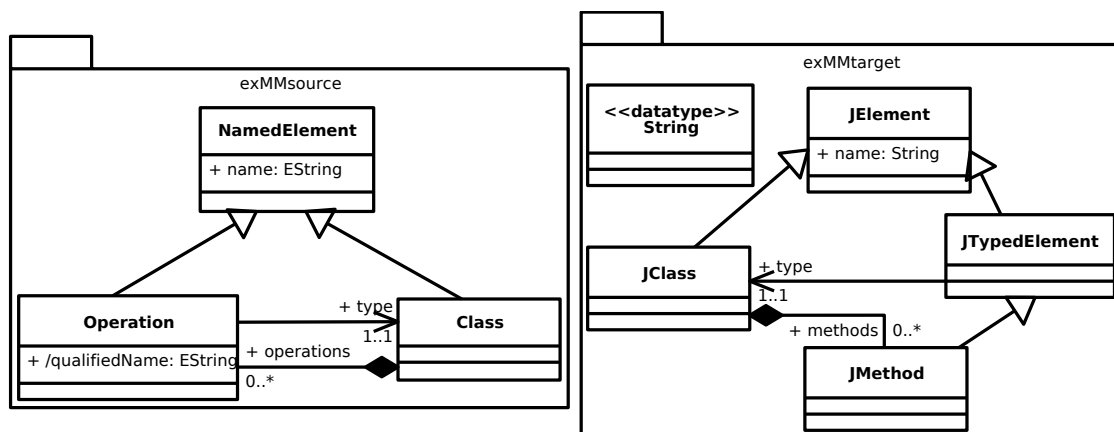 exMMsource
NamedElement
+ name: EString
Operation
+ /qualifiedName: EString
+ type
1..1
+ operations
0..*
Class
exMMtarget
<<datatype>>
String
JElement
+ name: String
JClass
JTypedElement
+ type
1..1
+ methods
0..*
JMethod